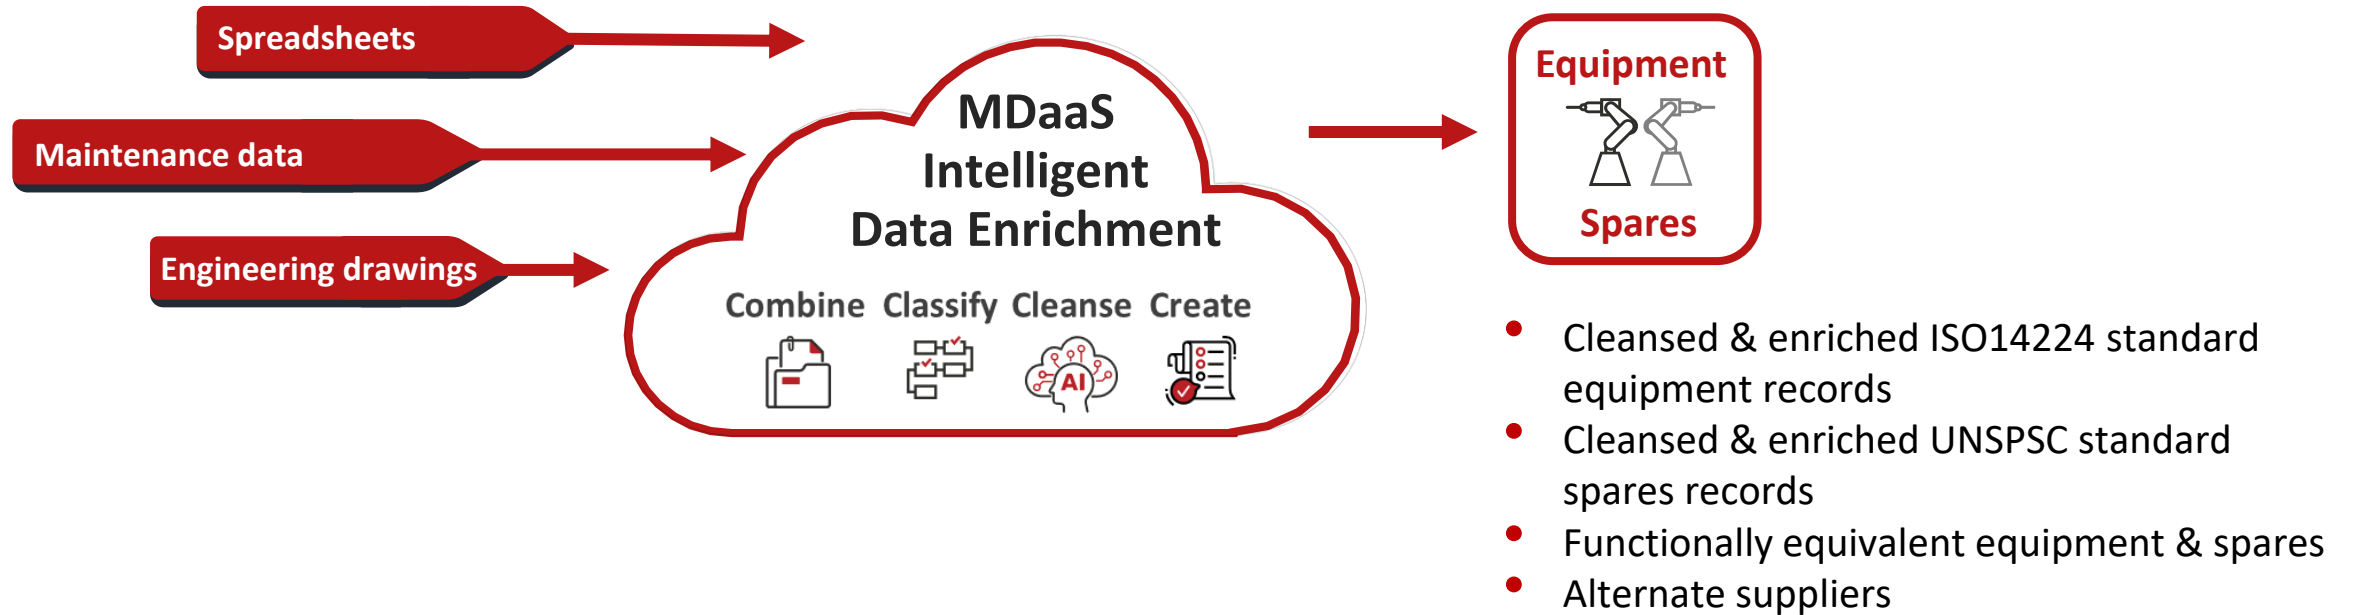 Spreadsheets
Maintenance data
Engineering drawings
MDaaS
Intelligent
Data Enrichment
Combine Classify Cleanse Create
AI
Equipment
Spares
• Cleansed & enriched ISO14224 standard
equipment records
• Cleansed & enriched UNSPSC standard
spares records
• Functionally equivalent equipment & spares
• Alternate suppliers